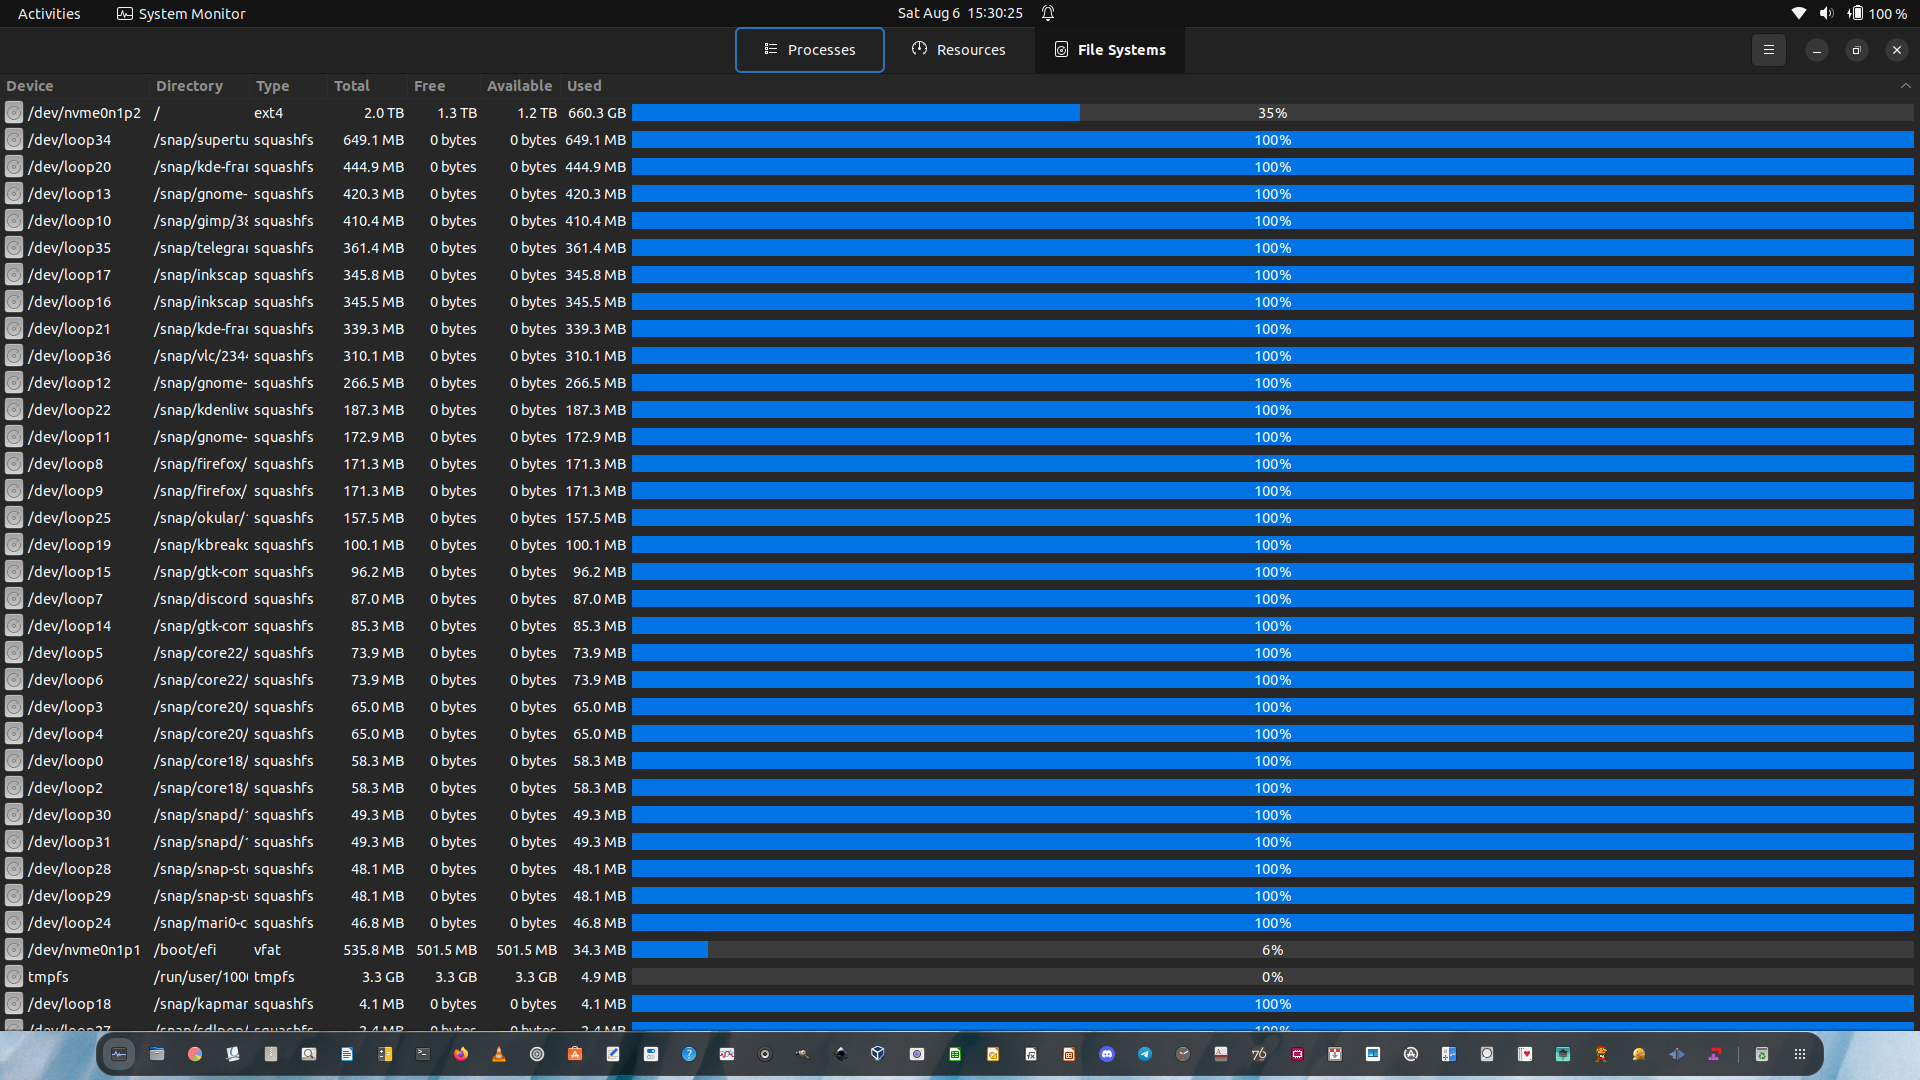 Activities System Monitor Sat Aug 6 15:30:25 100 %
Processes Resources File Systems
Device Directory Type Total Free Available Used
/dev/nvme0n1p2 / ext4 2.0 TB 1.3 TB 1.2 TB 660.3 GB 35%
/dev/loop34 /snap/supertu squashfs 649.1 MB 0 bytes 0 bytes 649.1 MB 100%
/dev/loop20 /snap/kde-frai squashfs 444.9 MB 0 bytes 0 bytes 444.9 MB 100%
/dev/loop13 /snap/gnome- squashfs 420.3 MB 0 bytes 0 bytes 420.3 MB 100%
/dev/loop10 /snap/gimp/38 squashfs 410.4 MB 0 bytes 0 bytes 410.4 MB 100%
/dev/loop35 /snap/telegra squashfs 361.4 MB 0 bytes 0 bytes 361.4 MB 100%
/dev/loop17 /snap/inkscap squashfs 345.8 MB 0 bytes 0 bytes 345.8 MB 100%
/dev/loop16 /snap/inkscap squashfs 345.5 MB 0 bytes 0 bytes 345.5 MB 100%
/dev/loop21 /snap/kde-fra squashfs 339.3 MB 0 bytes 0 bytes 339.3 MB 100%
/dev/loop36 /snap/vlc/2344 squashfs 310.1 MB 0 bytes 0 bytes 310.1 MB 100%
/dev/loop12 /snap/gnome- squashfs 266.5 MB 0 bytes 0 bytes 266.5 MB 100%
/dev/loop22 /snap/kdenlive squashfs 187.3 MB 0 bytes 0 bytes 187.3 MB 100%
/dev/loop11 /snap/gnome- squashfs 172.9 MB 0 bytes 0 bytes 172.9 MB 100%
/dev/loop8 /snap/firefox/ squashfs 171.3 MB 0 bytes 0 bytes 171.3 MB 100%
/dev/loop9 /snap/firefox/ squashfs 171.3 MB 0 bytes 0 bytes 171.3 MB 100%
/dev/loop25 /snap/okular/ squashfs 157.5 MB 0 bytes 0 bytes 157.5 MB 100%
/dev/loop19 /snap/kbreako squashfs 100.1 MB 0 bytes 0 bytes 100.1 MB 100%
/dev/loop15 /snap/gtk-com squashfs 96.2 MB 0 bytes 0 bytes 96.2 MB 100%
/dev/loop7 /snap/discord squashfs 87.0 MB 0 bytes 0 bytes 87.0 MB 100%
/dev/loop14 /snap/gtk-com squashfs 85.3 MB 0 bytes 0 bytes 85.3 MB 100%
/dev/loop5 /snap/core22/ squashfs 73.9 MB 0 bytes 0 bytes 73.9 MB 100%
/dev/loop6 /snap/core22/ squashfs 73.9 MB 0 bytes 0 bytes 73.9 MB 100%
/dev/loop3 /snap/core20/ squashfs 65.0 MB 0 bytes 0 bytes 65.0 MB 100%
/dev/loop4 /snap/core20/ squashfs 65.0 MB 0 bytes 0 bytes 65.0 MB 100%
/dev/loop0 /snap/core18/ squashfs 58.3 MB 0 bytes 0 bytes 58.3 MB 100%
/dev/loop2 /snap/core18/ squashfs 58.3 MB 0 bytes 0 bytes 58.3 MB 100%
/dev/loop30 /snap/snapd/ squashfs 49.3 MB 0 bytes 0 bytes 49.3 MB 100%
/dev/loop31 /snap/snapd/ squashfs 49.3 MB 0 bytes 0 bytes 49.3 MB 100%
/dev/loop28 /snap/snap-st squashfs 48.1 MB 0 bytes 0 bytes 48.1 MB 100%
/dev/loop29 /snap/snap-st squashfs 48.1 MB 0 bytes 0 bytes 48.1 MB 100%
/dev/loop24 /snap/mari0-c squashfs 46.8 MB 0 bytes 0 bytes 46.8 MB 100%
/dev/nvme0n1p1 /boot/efi vfat 535.8 MB 501.5 MB 501.5 MB 34.3 MB 6%
tmpfs /run/user/100 tmpfs 3.3 GB 3.3 GB 3.3 GB 4.9 MB 0%
/dev/loop18 /snap/kapmar squashfs 4.1 MB 0 bytes 0 bytes 4.1 MB 100%
/dev/loop27 /snap/sdlpop/ squashfs 2.4 MB 0 bytes 0 bytes 2.4 MB 100%
76